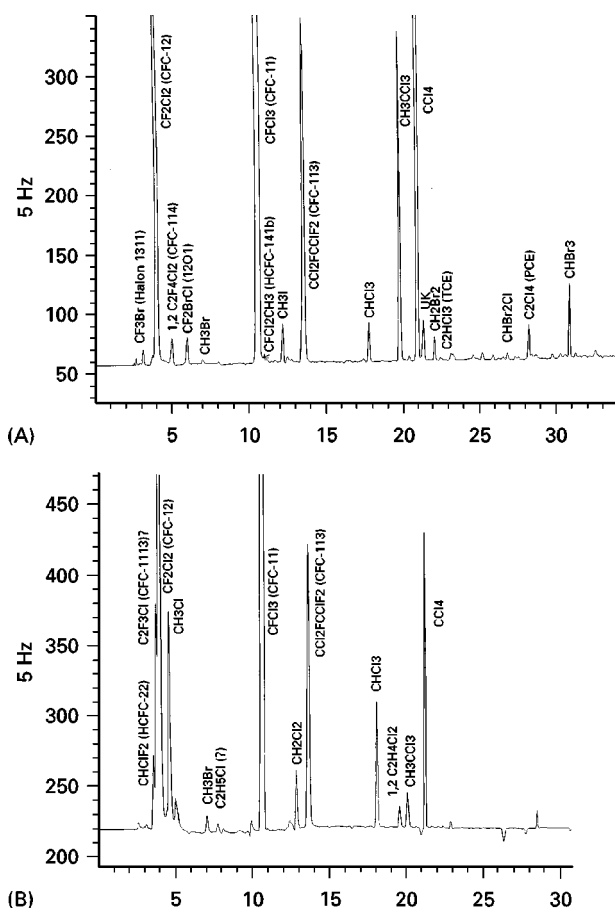 350
300
250
200
150
100
50
5 Hz
CF3Br (Halon 1311)
CF2Cl2 (CFC-12)
1,2 C2F4Cl2 (CFC-114)
CF2BrCl (12O1)
CH3Br
CFCl3 (CFC-11)
CFCl2CH3 (HCFC-141b)
CH3I
CCl2FCClF2 (CFC-113)
CHCl3
CH3CCl3
CCl4
UK
CH2Br2
C2HCl3 (TCE)
CHBr2Cl
C2Cl4 (PCE)
CHBr3
5 10 15 20 25 30
(A)
450
400
350
300
250
200
5 Hz
CHClF2 (HCFC-22)
C2F3Cl (CFC-1113)?
CF2Cl2 (CFC-12)
CH3Cl
CH3Br
C2H5Cl (?)
CFCl3 (CFC-11)
CH2Cl2
CCl2FCClF2 (CFC-113)
CHCl3
1,2 C2H4Cl2
CH3CCl3
CCl4
5 10 15 20 25 30
(B)